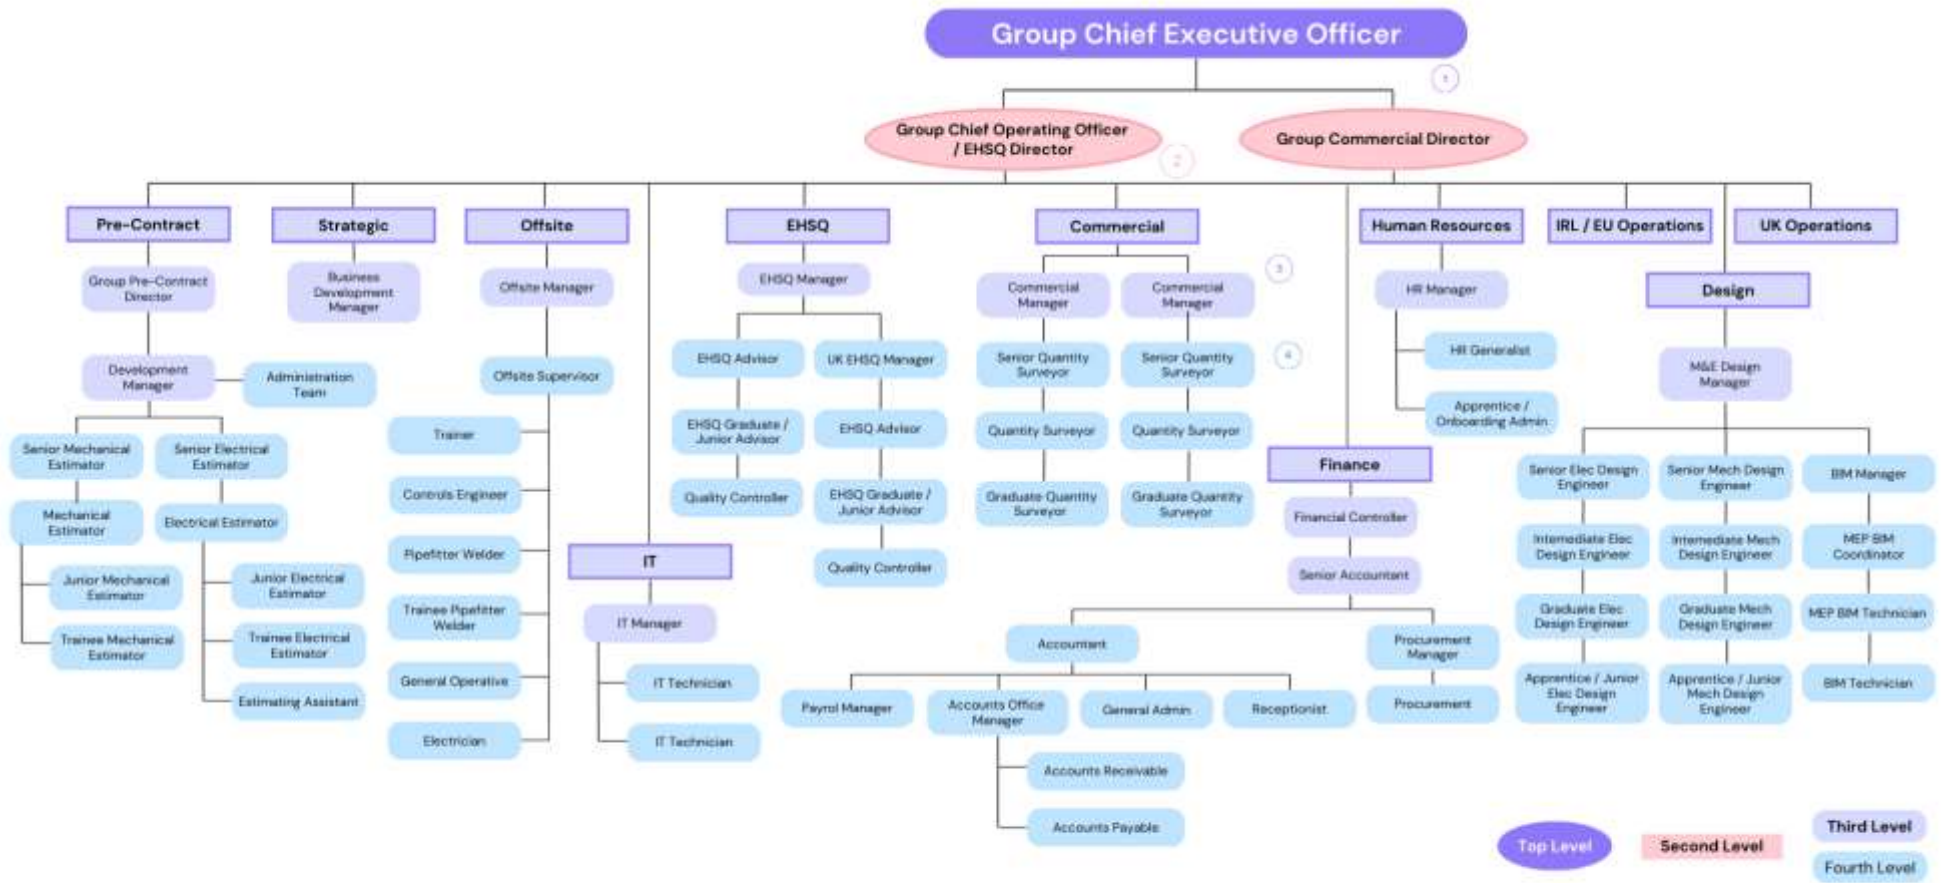 Group Chief Executive Officer
1
Group Chief Operating Officer
/ EHSQ Director
Group Commercial Director
2
Pre-Contract
Strategic
Offsite
EHSQ
Commercial
Human Resources
IRL / EU Operations
UK Operations
Group Pre-Contract
Director
Business
Development
Manager
Offsite Manager
EHSQ Manager
Commercial
Manager
Commercial
Manager
3
HR Manager
Design
Development
Manager
Administration
Team
Offsite Supervisor
EHSQ Advisor
UK EHSQ Manager
Senior Quantity
Surveyor
Senior Quantity
Surveyor
4
HR Generalist
M&E Design
Manager
Apprentice /
Onboarding Admin
Senior Mechanical
Estimator
Senior Electrical
Estimator
Trainer
EHSQ Graduate /
Junior Advisor
EHSQ Advisor
Quantity Surveyor
Quantity Surveyor
Finance
Senior Elec Design
Engineer
Senior Mech Design
Engineer
BIM Manager
Mechanical
Estimator
Electrical Estimator
Controls Engineer
Quality Controller
EHSQ Graduate /
Junior Advisor
Graduate Quantity
Surveyor
Graduate Quantity
Surveyor
Financial Controller
Intemediate Elec
Design Engineer
Intemediate Mech
Design Engineer
MEP BIM
Coordinator
Pipefitter Welder
IT
Quality Controller
Senior Accountant
Junior Mechanical
Estimator
Junior Electrical
Estimator
Trainee Pipefitter
Welder
IT Manager
Graduate Elec
Design Engineer
Graduate Mech
Design Engineer
MEP BIM Technician
Trainee Mechanical
Estimator
Trainee Electrical
Estimator
Accountant
Procurement
Manager
General Operative
IT Technician
Apprentice / Junior
Elec Design
Engineer
Apprentice / Junior
Mech Design
Engineer
BIM Technician
Estimating Assistant
Payrol Manager
Accounts Office
Manager
General Admin
Receptionist
Procurement
Electrician
IT Technician
Accounts Receivable
Accounts Payable
Top Level
Second Level
Third Level
Fourth Level